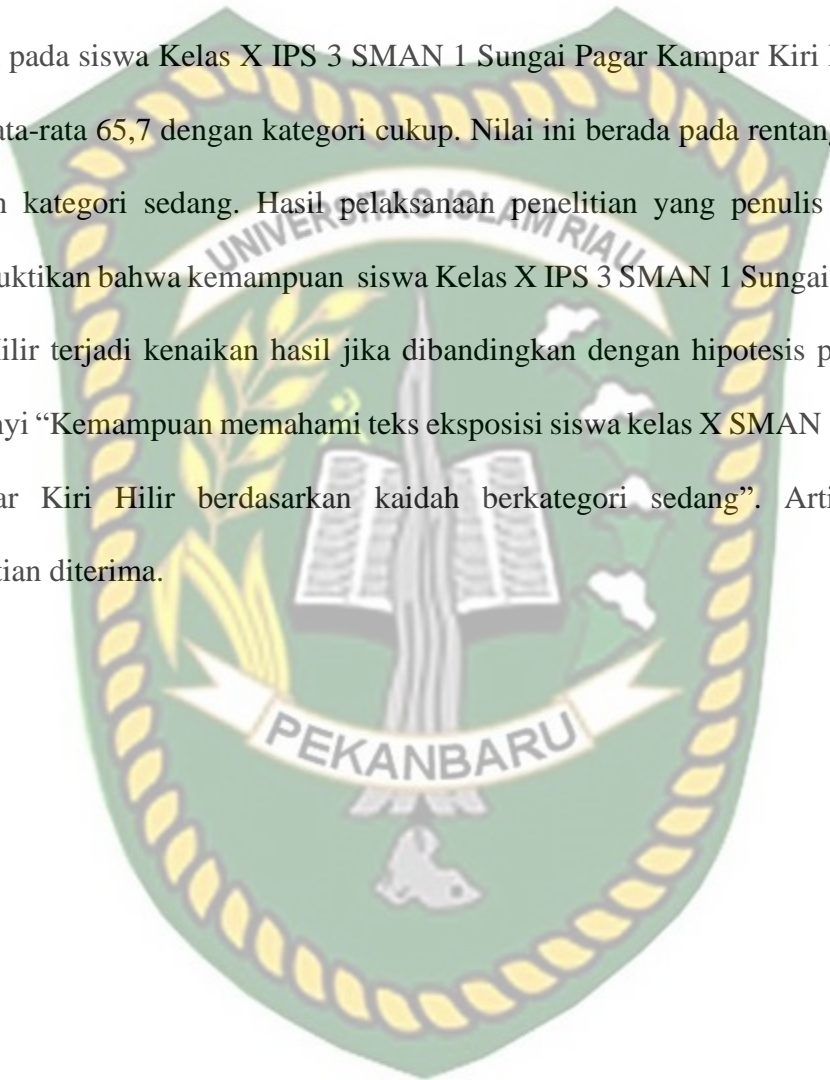 pada siswa Kelas X IPS 3 SMAN 1 Sungai Pagar Kampar Kiri
ata-rata 65,7 dengan kategori cukup. Nilai ini berada pada rentang
kategori sedang. Hasil pelaksanaan penelitian yang penulis
uktikan bahwa kemampuan siswa Kelas X IPS 3 SMAN 1 Sungai
ilir terjadi kenaikan hasil jika dibandingkan dengan hipotesis p
nyi “Kemampuan memahami teks eksposisi siswa kelas X SMAN
ar Kiri Hilir berdasarkan kaidah berkategori sedang”. Arti
tian diterima.
UNIVERSITAS ISLAM RIAU
PEKANBARU